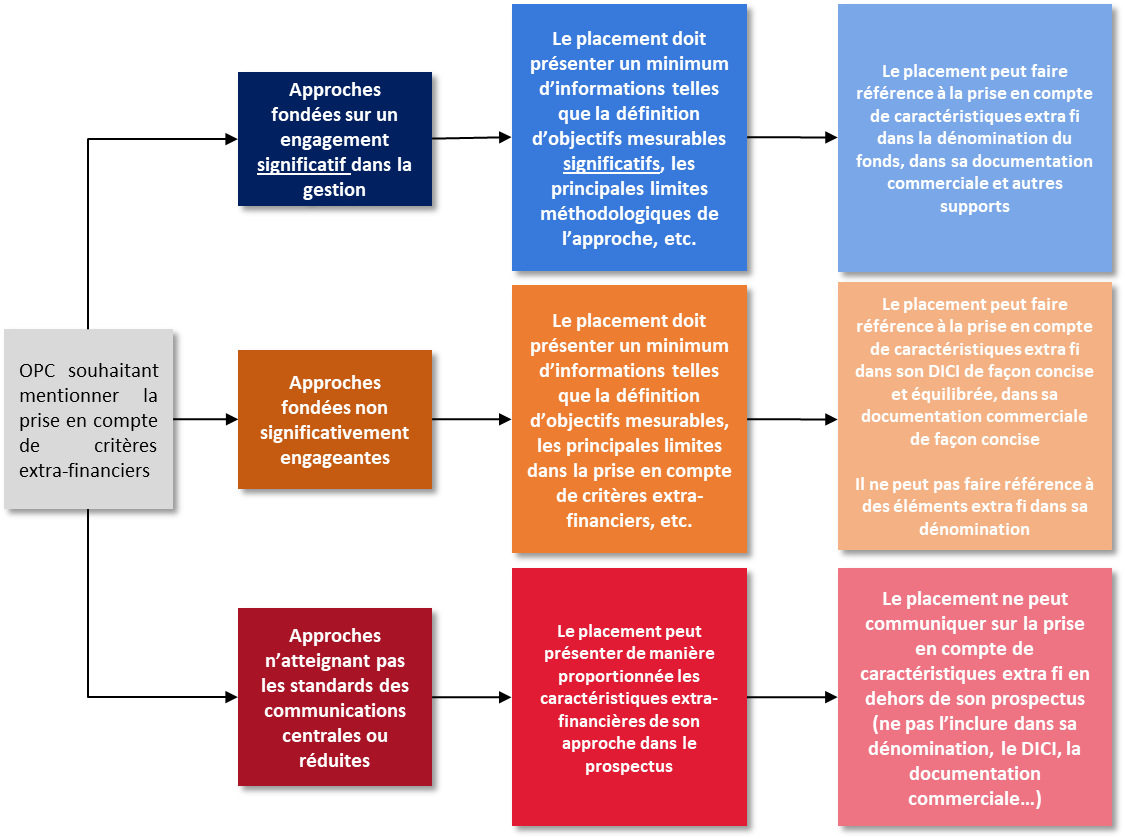 OPC souhaitant
mentionner la
prise en compte
de critères
extra-financiers
Approches
fondées sur un
engagement
significatif dans la
gestion
Le placement doit
présenter un minimum
d'informations telles
que la définition
d'objectifs mesurables
significatifs, les
principales limites
méthodologiques de
l'approche, etc.
Le placement peut faire
référence à la prise en compte
de caractéristiques extra fi
dans la dénomination du
fonds, dans sa documentation
commerciale et autres
supports
Approches
fondées non
significativement
engageantes
Le placement doit
présenter un minimum
d'informations telles
que la définition
d'objectifs mesurables,
les principales limites
dans la prise en compte
de critères extra-
financiers, etc.
Le placement peut faire
référence à la prise en compte
de caractéristiques extra fi
dans son DICI de façon concise
et équilibrée, dans sa
documentation commerciale
de façon concise
Il ne peut pas faire référence à
des éléments extra fi dans sa
dénomination
Approches
n'atteignant pas
les standards des
communications
centrales ou
réduites
Le placement peut
présenter de manière
proportionnée les
caractéristiques extra-
financières de son
approche dans le
prospectus
Le placement ne peut
communiquer sur la prise
en compte de
caractéristiques extra fi en
dehors de son prospectus
(ne pas l'inclure dans sa
dénomination, le DICI, la
documentation
commerciale…)